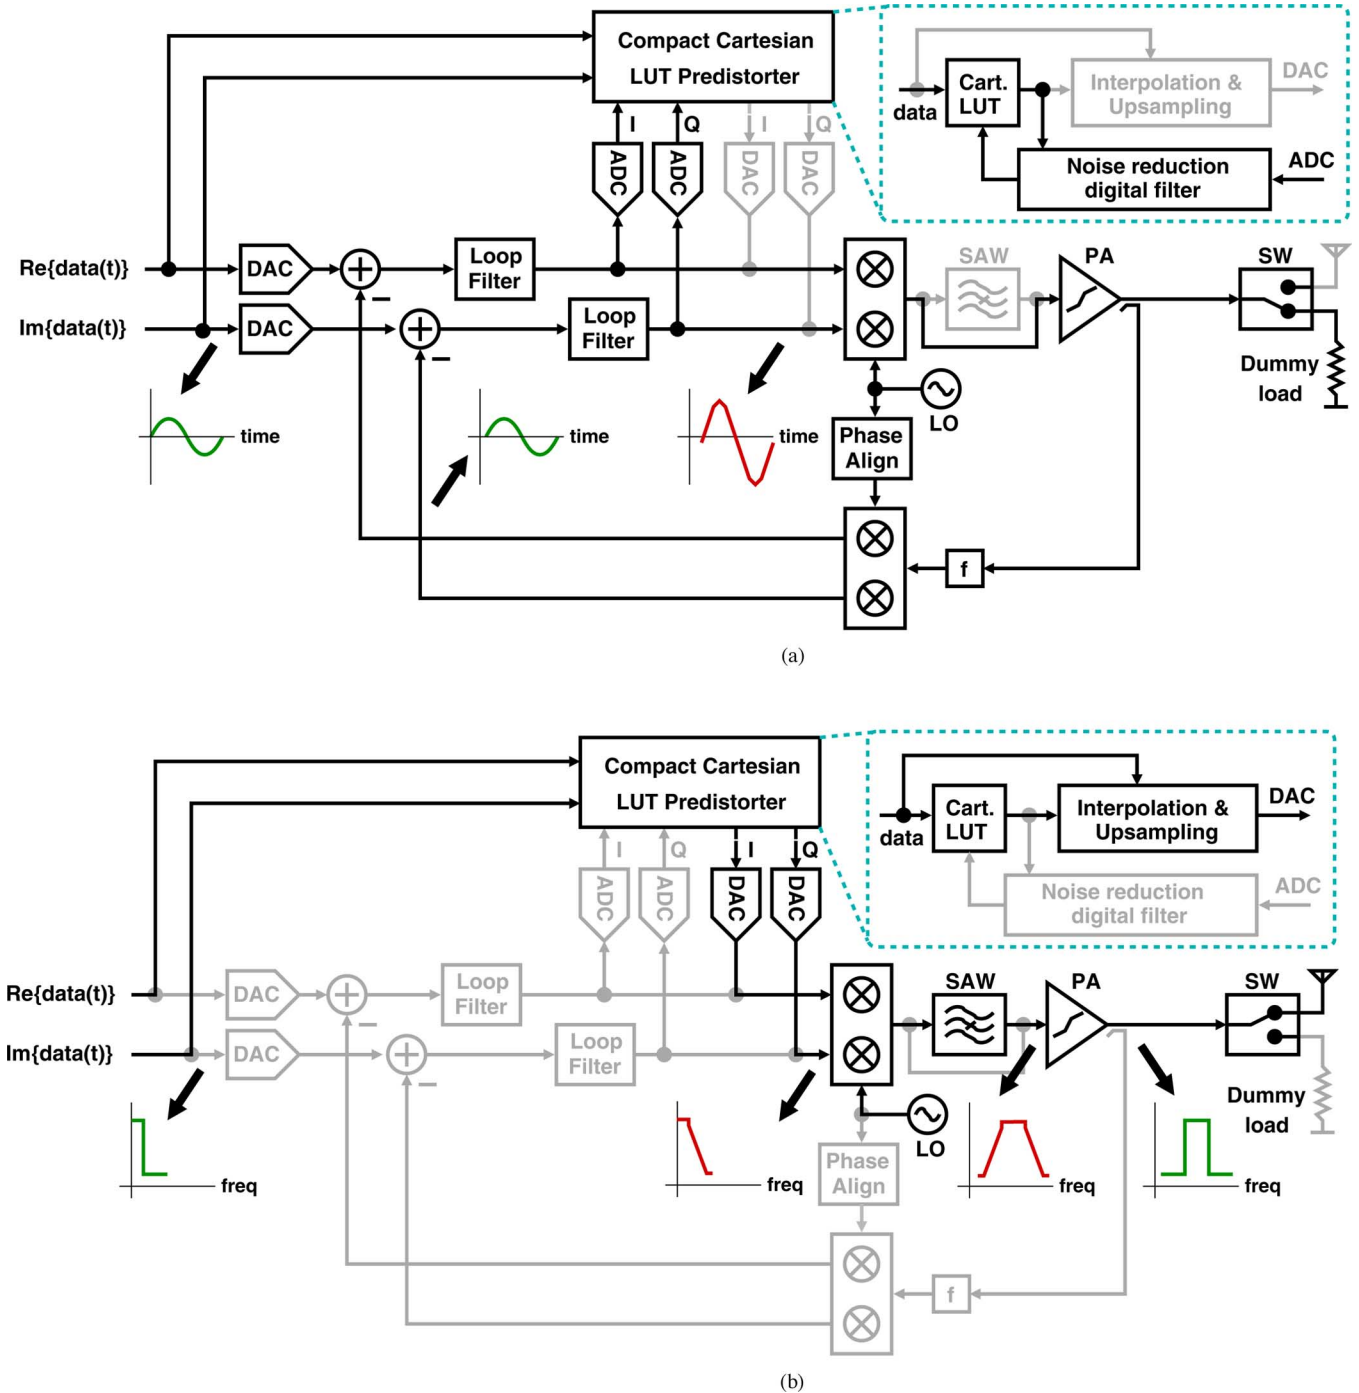 Compact Cartesian
LUT Predistorter
I
Q
I
Q
ADC
ADC
DAC
DAC
data
Cart.
LUT
Interpolation &
Upsampling
DAC
Noise reduction
digital filter
ADC
Re{data(t)}
DAC
Loop
Filter
SAW
PA
SW
Im{data(t)}
DAC
Loop
Filter
Dummy
load
time
time
time
LO
Phase
Align
f
(a)
Compact Cartesian
LUT Predistorter
I
Q
I
Q
ADC
ADC
DAC
DAC
data
Cart.
LUT
Interpolation &
Upsampling
DAC
Noise reduction
digital filter
ADC
Re{data(t)}
DAC
Loop
Filter
SAW
PA
SW
Im{data(t)}
DAC
Loop
Filter
Dummy
load
freq
freq
LO
freq
freq
Phase
Align
f
(b)